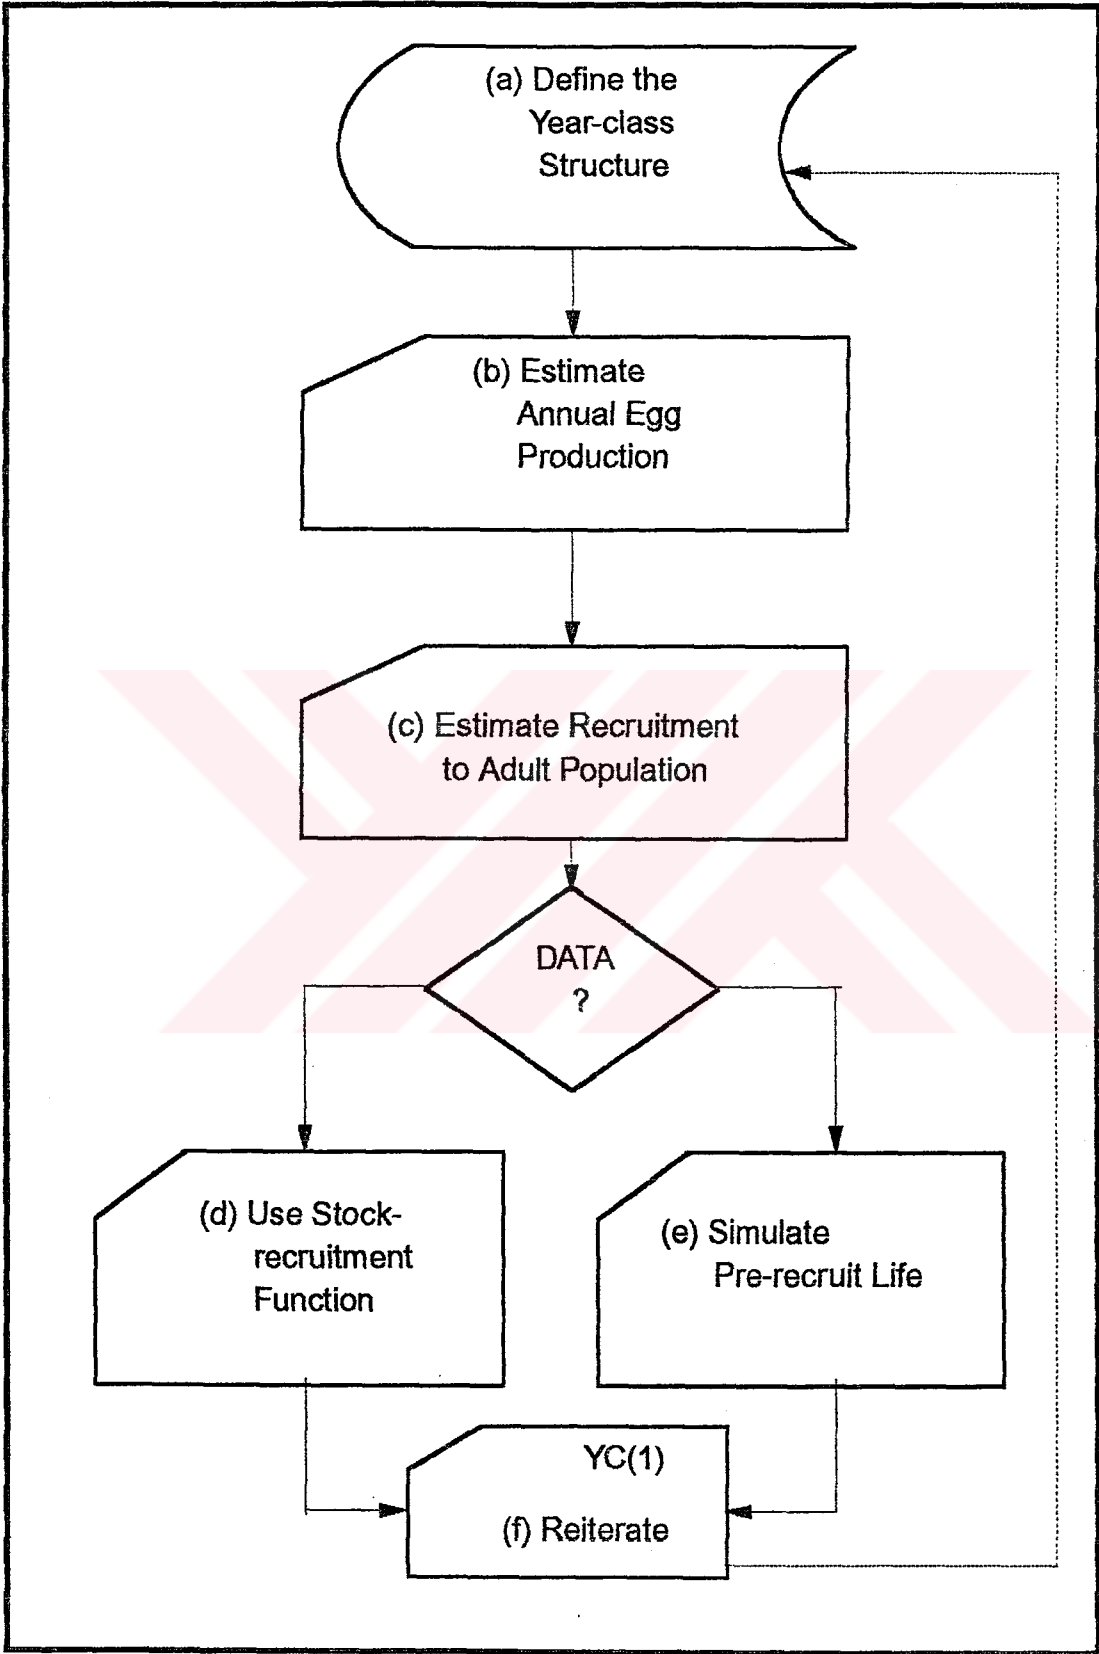 (a) Define the
Year-class
Structure
(b) Estimate
Annual Egg
Production
(c) Estimate Recruitment
to Adult Population
DATA
?
(d) Use Stock-
recruitment
Function
(e) Simulate
Pre-recruit Life
YC(1)
(f) Reiterate